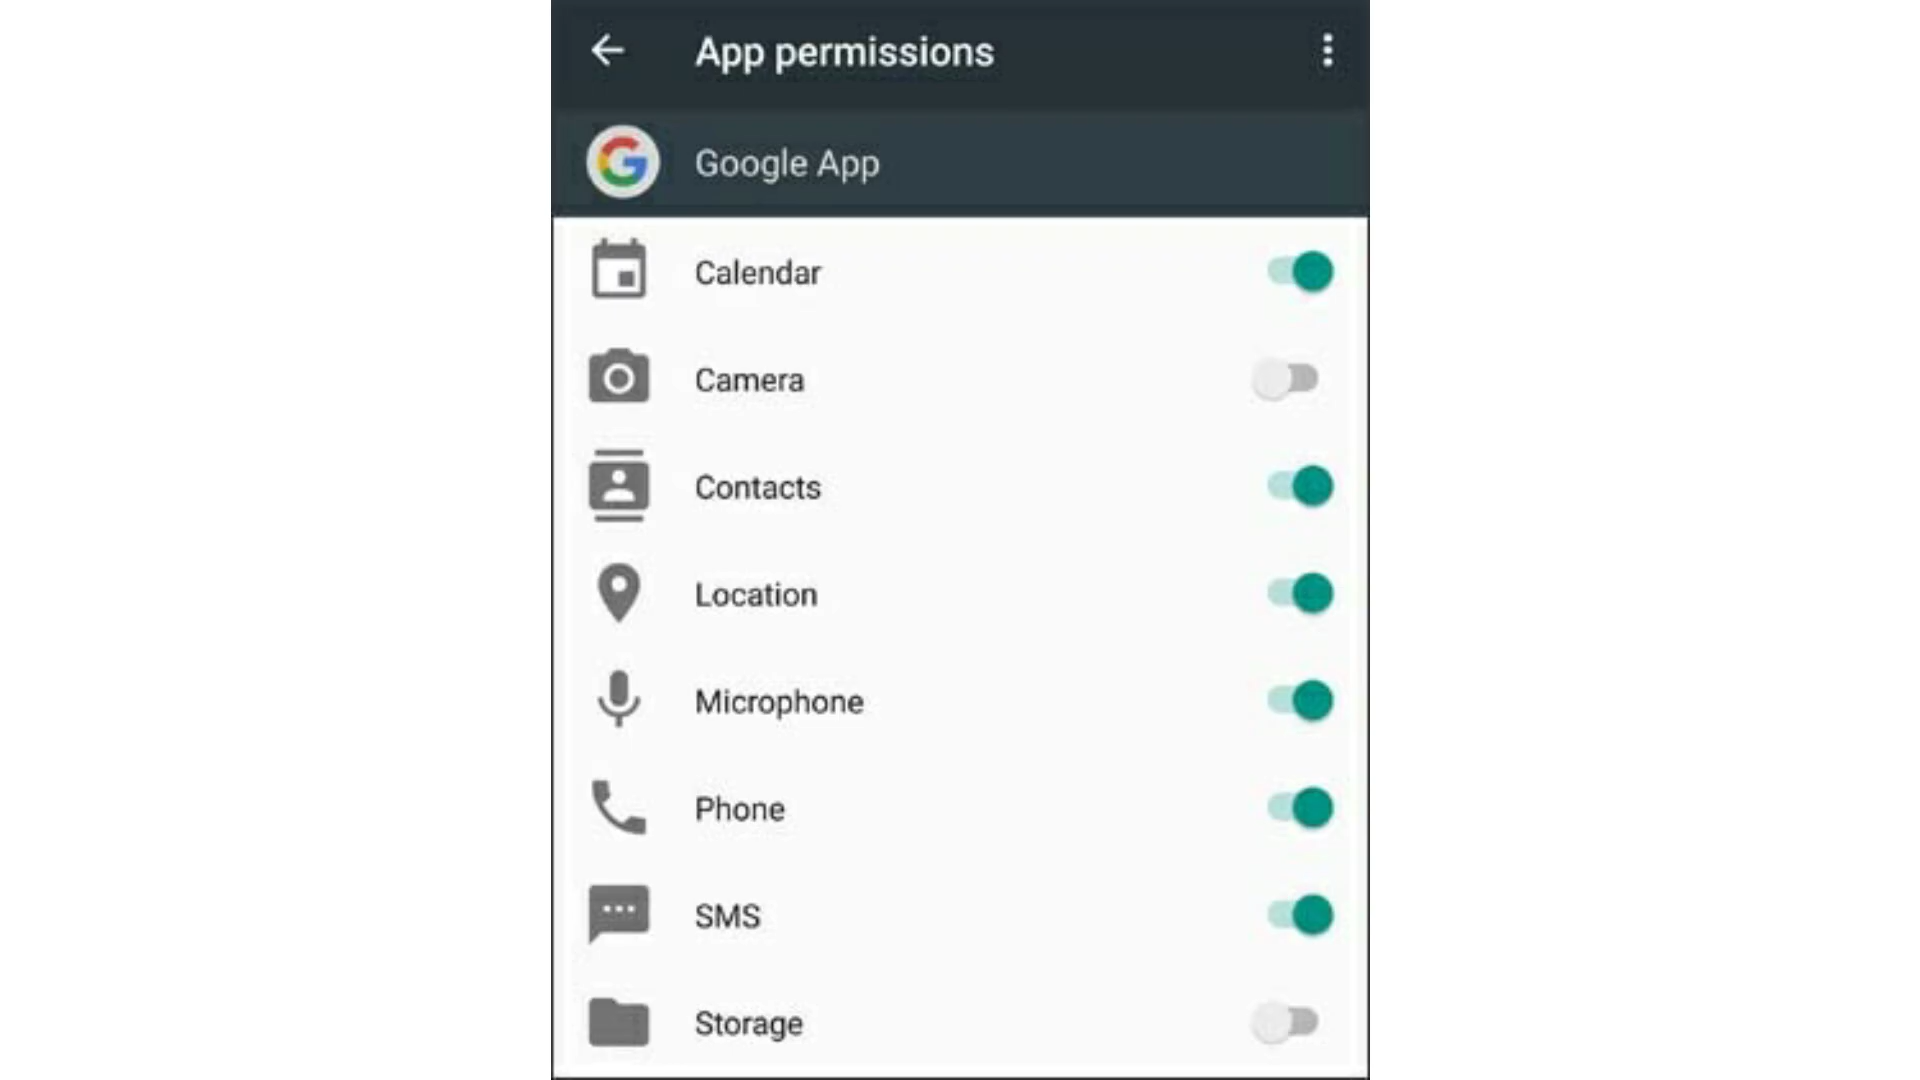 App permissions
Google App
Calendar
Camera
Contacts
Location
Microphone
Phone
SMS
Storage